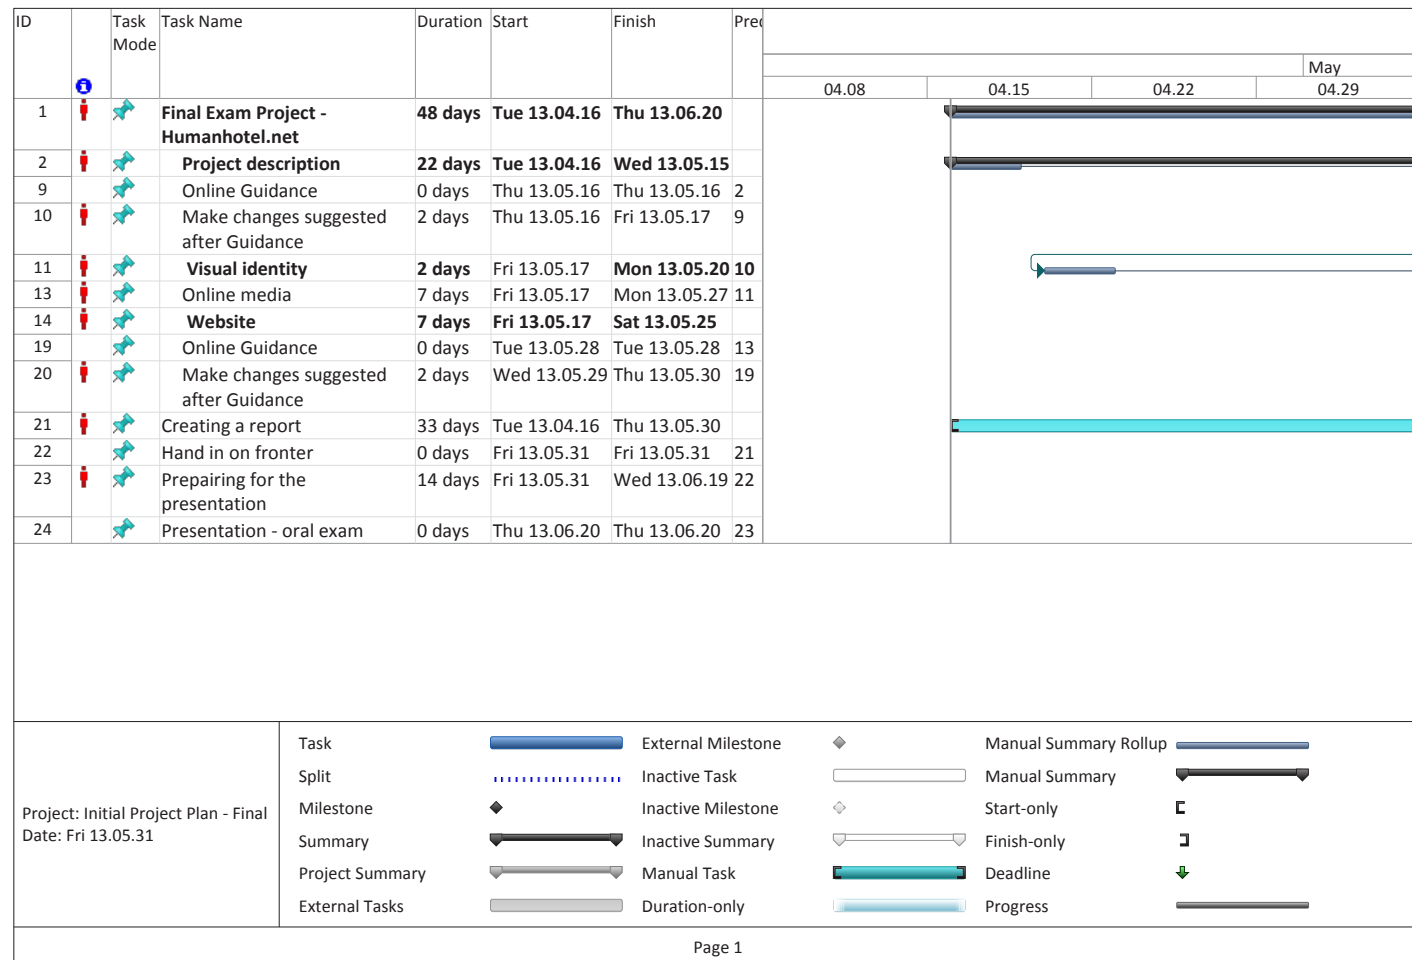 ID Task Task Name Duration Start Finish Pred
Mode
May
04.08 04.15 04.22 04.29
1 Final Exam Project - 48 days Tue 13.04.16 Thu 13.06.20
Humanhotel.net
2 Project description 22 days Tue 13.04.16 Wed 13.05.15
9 Online Guidance 0 days Thu 13.05.16 Thu 13.05.16 2
10 Make changes suggested 2 days Thu 13.05.16 Fri 13.05.17 9
after Guidance
11 Visual identity 2 days Fri 13.05.17 Mon 13.05.20 10
13 Online media 7 days Fri 13.05.17 Mon 13.05.27 11
14 Website 7 days Fri 13.05.17 Sat 13.05.25
19 Online Guidance 0 days Tue 13.05.28 Tue 13.05.28 13
20 Make changes suggested 2 days Wed 13.05.29 Thu 13.05.30 19
after Guidance
21 Creating a report 33 days Tue 13.04.16 Thu 13.05.30
22 Hand in on fronter 0 days Fri 13.05.31 Fri 13.05.31 21
23 Prepairing for the 14 days Fri 13.05.31 Wed 13.06.19 22
presentation
24 Presentation - oral exam 0 days Thu 13.06.20 Thu 13.06.20 23
Project: Initial Project Plan - Final
Date: Fri 13.05.31
Task External Milestone Manual Summary Rollup
Split Inactive Task Manual Summary
Milestone Inactive Milestone Start-only
Summary Inactive Summary Finish-only
Project Summary Manual Task Deadline
External Tasks Duration-only Progress
Page 1